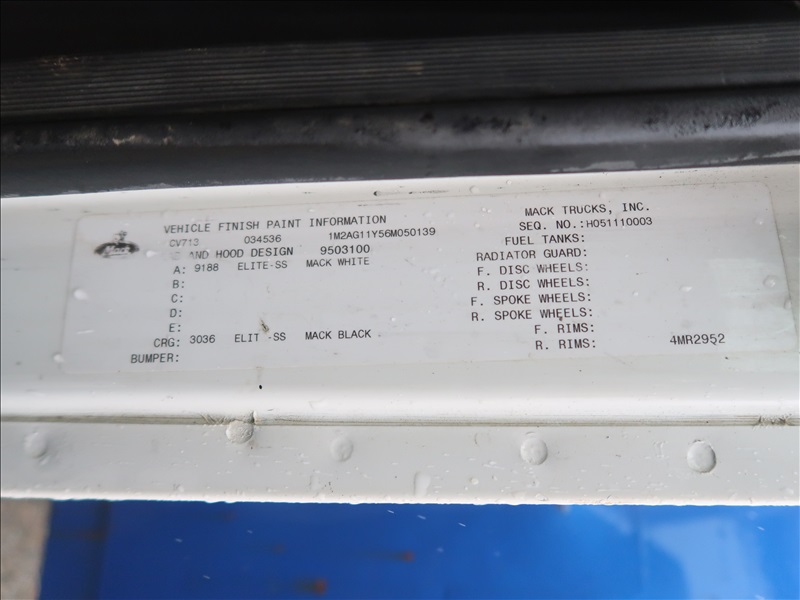 VEHICLE FINISH PAINT INFORMATION
MACK TRUCKS, INC.
CV713 034536 1M2AG11Y56M050139
SEQ. NO.:H051110003
AND HOOD DESIGN 9503100
FUEL TANKS:
A: 9188 ELITE-SS MACK WHITE
RADIATOR GUARD:
B:
F. DISC WHEELS:
C:
R. DISC WHEELS:
D:
F. SPOKE WHEELS:
E:
R. SPOKE WHEELS:
CRG: 3036 ELIT -SS MACK BLACK
F. RIMS:
BUMPER:
R. RIMS: 4MR2952